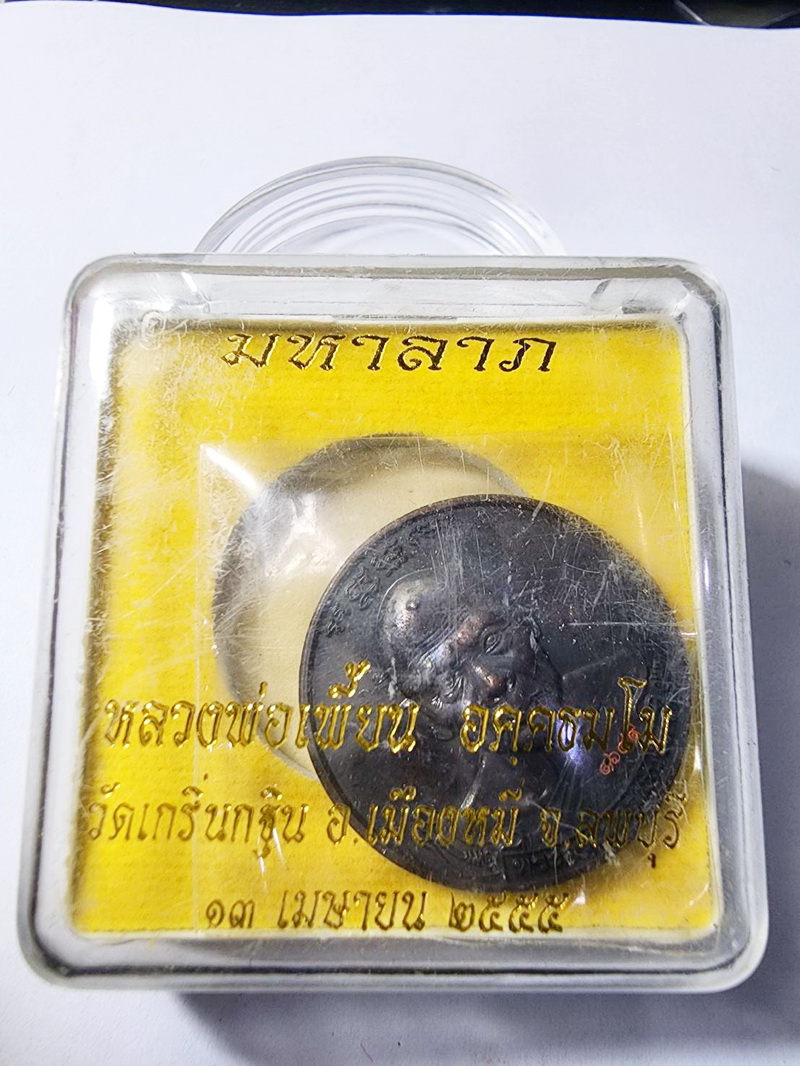 มหาลาภ
หลวงพ่อเพี้ยน อคฺคธมฺโม
วัดเกริ่นกฐิน อ.เมืองหมี่ จ.ลพบุรี
๑๓ เมษายน ๒๕๕๕